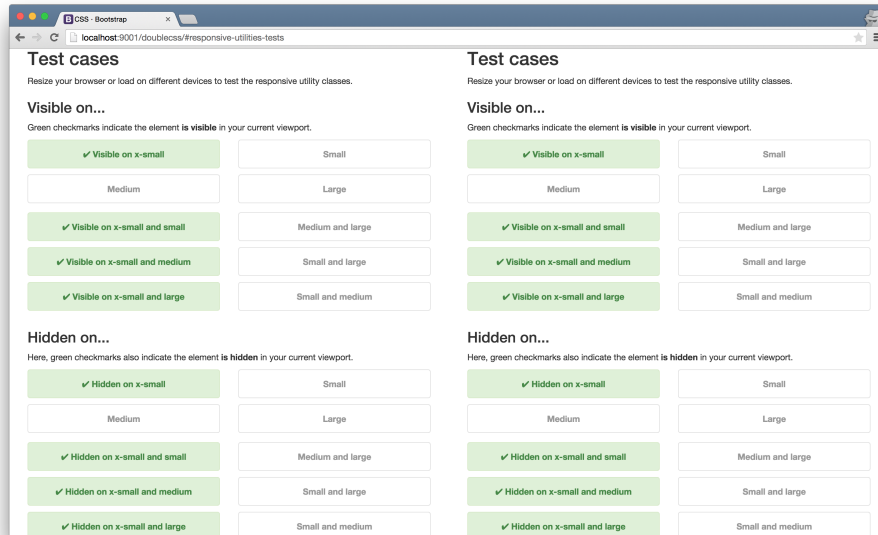 CSS · Bootstrap
localhost:9001/doublecss/#responsive-utilities-tests
Test cases
Resize your browser or load on different devices to test the responsive utility classes.
Visible on...
Green checkmarks indicate the element is visible in your current viewport.
✔ Visible on x-small
Small
Medium
Large
✔ Visible on x-small and small
Medium and large
✔ Visible on x-small and medium
Small and large
✔ Visible on x-small and large
Small and medium
Hidden on...
Here, green checkmarks also indicate the element is hidden in your current viewport.
✔ Hidden on x-small
Small
Medium
Large
✔ Hidden on x-small and small
Medium and large
✔ Hidden on x-small and medium
Small and large
✔ Hidden on x-small and large
Small and medium
Test cases
Resize your browser or load on different devices to test the responsive utility classes.
Visible on...
Green checkmarks indicate the element is visible in your current viewport.
✔ Visible on x-small
Small
Medium
Large
✔ Visible on x-small and small
Medium and large
✔ Visible on x-small and medium
Small and large
✔ Visible on x-small and large
Small and medium
Hidden on...
Here, green checkmarks also indicate the element is hidden in your current viewport.
✔ Hidden on x-small
Small
Medium
Large
✔ Hidden on x-small and small
Medium and large
✔ Hidden on x-small and medium
Small and large
✔ Hidden on x-small and large
Small and medium